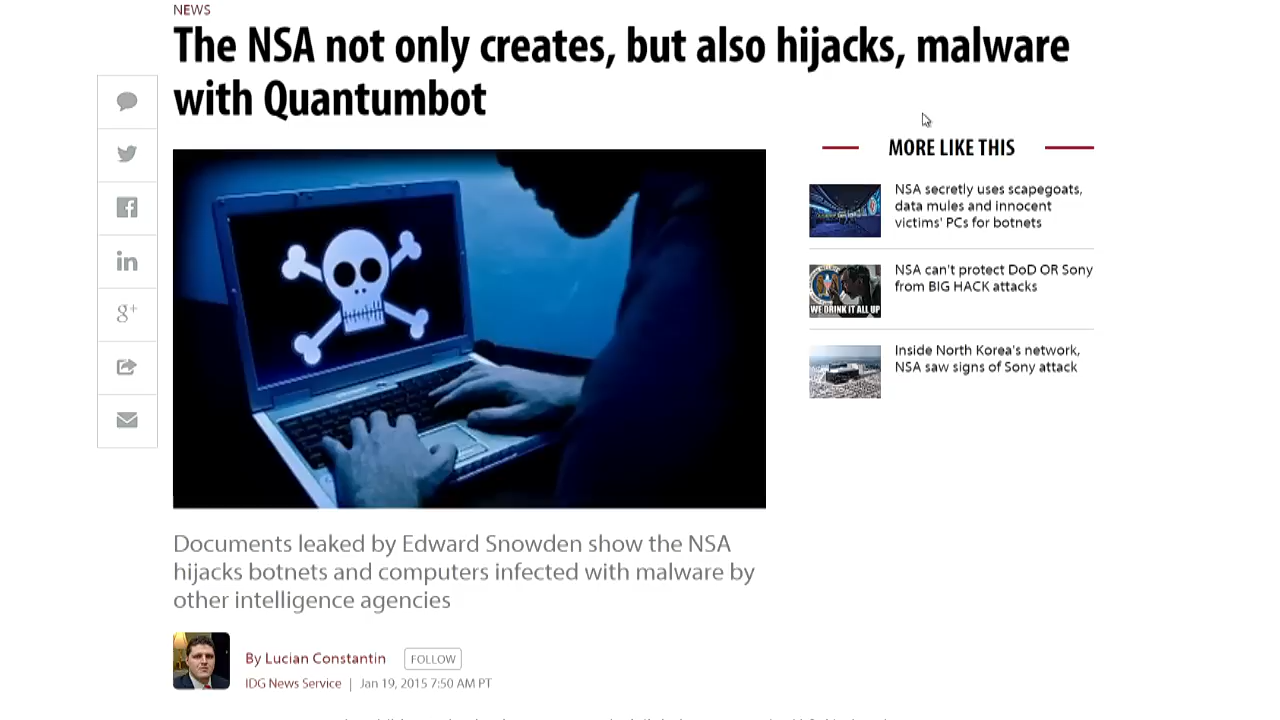 NEWS
The NSA not only creates, but also hijacks, malware
with Quantumbot
MORE LIKE THIS
NSA secretly uses scapegoats,
data mules and innocent
victims' PCs for botnets
NSA can't protect DoD OR Sony
from BIG HACK attacks
WE DRINK IT ALL UP
Inside North Korea's network,
NSA saw signs of Sony attack
in
g+
Documents leaked by Edward Snowden show the NSA
hijacks botnets and computers infected with malware by
other intelligence agencies
By Lucian Constantin FOLLOW
IDG News Service | Jan 19, 2015 7:50 AM PT